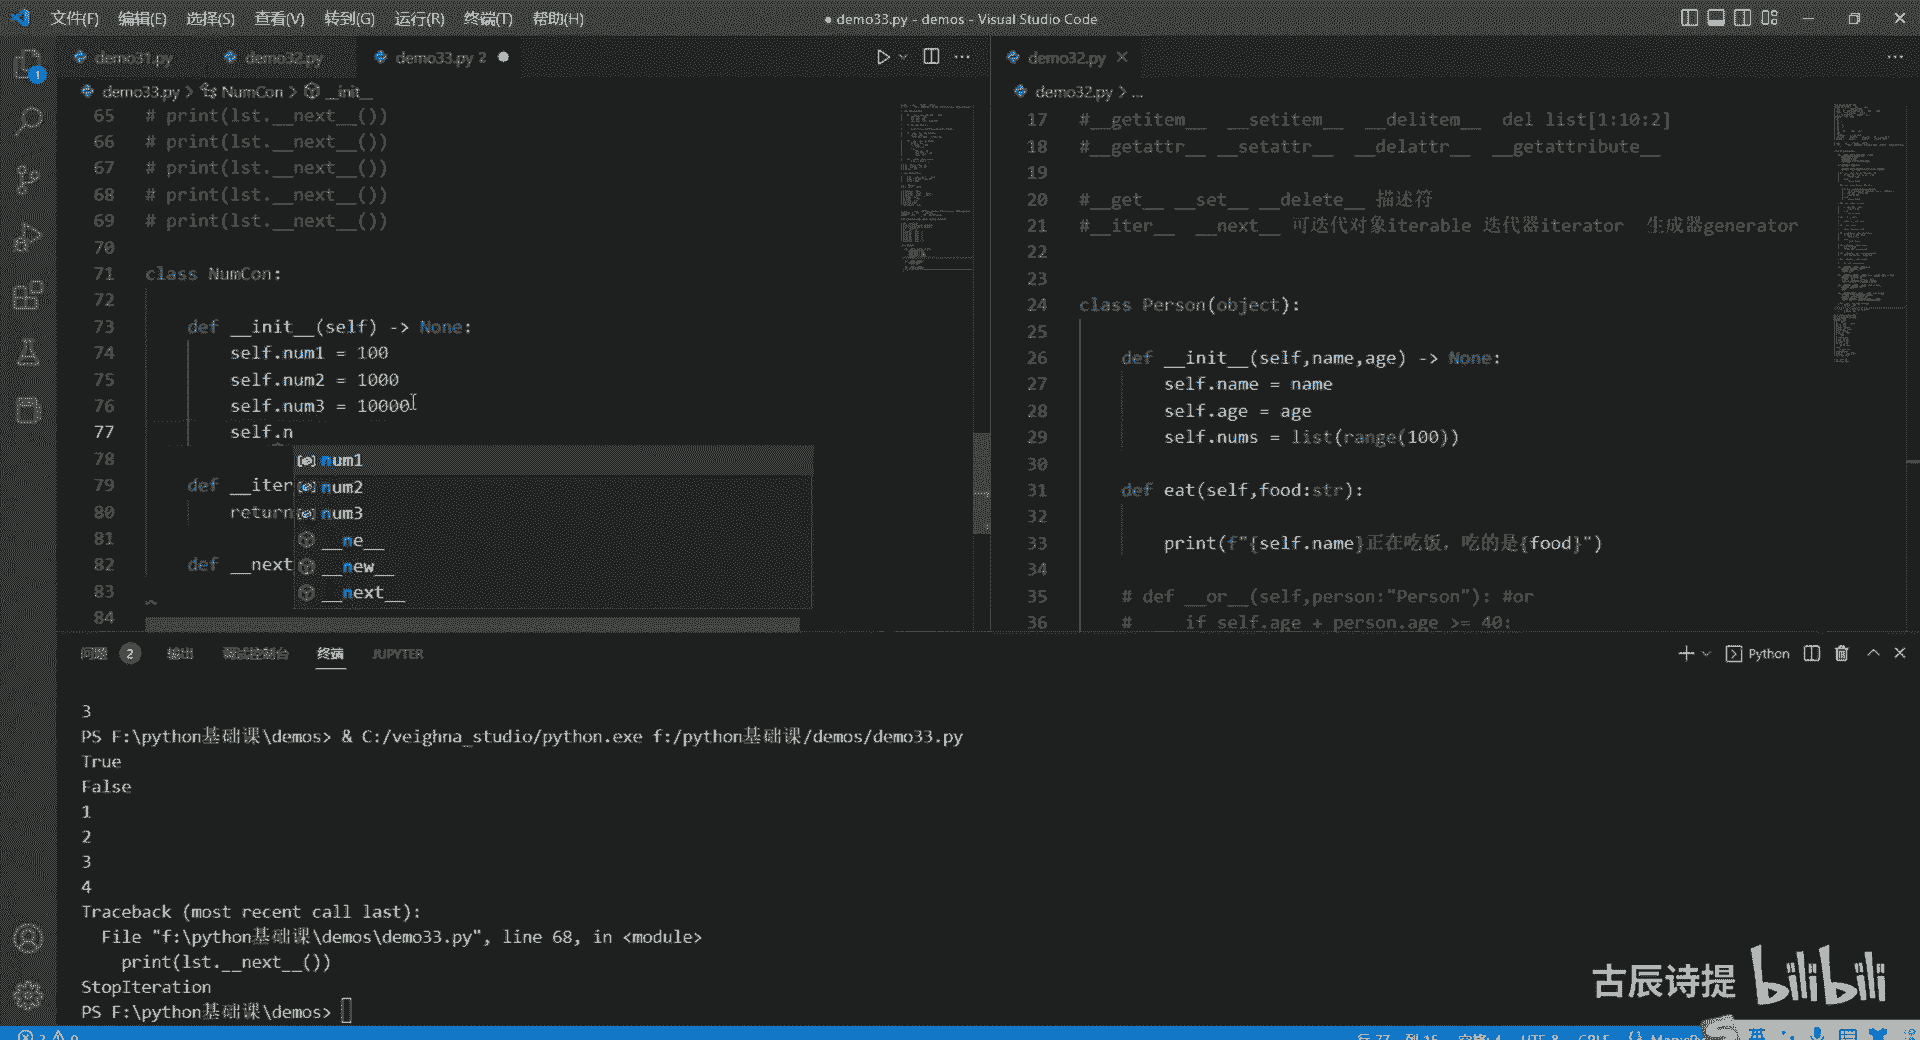 文件(F) 编辑(E) 选择(S) 查看(V) 转到(G) 运行(R) 终端(T) 帮助(H)
● demo33.py - demos - Visual Studio Code
demo31.py demo32.py demo33.py 2
demo33.py > NumCon > __init__
65 # print(lst.__next__())
66 # print(lst.__next__())
67 # print(lst.__next__())
68 # print(lst.__next__())
69 # print(lst.__next__())
70
71 class NumCon:
72
73 def __init__(self) -> None:
74 self.num1 = 100
75 self.num2 = 1000
76 self.num3 = 10000
77 self.n
78
79 def __iter
80 return
81
82 def __next
83
84
num1
num2
num3
__ne__
__new__
__next__
demo32.py
demo32.py > ...
17 #__getitem__ __setitem__ __delitem__ del list[1:10:2]
18 #__getattr__ __setattr__ __delattr__ __getattribute__
19
20 #__get__ __set__ __delete__ 描述符
21 #__iter__ __next__ 可迭代对象iterable 迭代器iterator 生成器generator
22
23
24 class Person(object):
25
26 def __init__(self,name,age) -> None:
27 self.name = name
28 self.age = age
29 self.nums = list(range(100))
30
31 def eat(self,food:str):
32
33 print(f"{self.name}正在吃饭，吃的是{food}")
34
35 # def __or__(self,person:"Person"): #or
36 # if self.age + person.age >= 40:
1
问题 2 输出 调试控制台 终端 JUPYTER
Python
3
PS F:\python基础课\demos> & C:/veighna_studio/python.exe f:/python基础课/demos/demo33.py
True
False
1
2
3
4
Traceback (most recent call last):
File "f:\python基础课\demos\demo33.py", line 68, in <module>
print(lst.__next__())
StopIteration
PS F:\python基础课\demos>
古辰诗提 bilibili